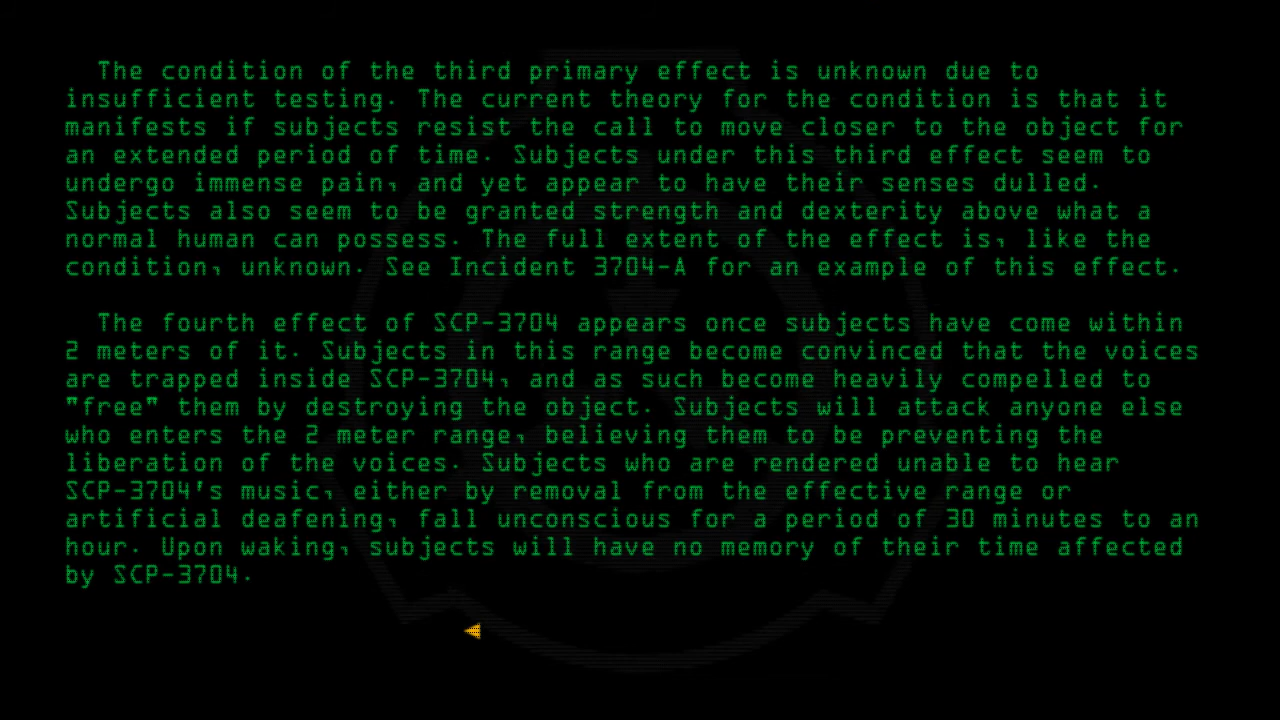 The condition of the third primary effect is unknown due to
insufficient testing. The current theory for the condition is that it
manifests if subjects resist the call to move closer to the object for
an extended period of time. Subjects under this third effect seem to
undergo immense pain, and yet appear to have their senses dulled.
Subjects also seem to be granted strength and dexterity above what a
normal human can possess. The full extent of the effect is, like the
condition, unknown. See Incident 3704-A for an example of this effect.
The fourth effect of SCP-3704 appears once subjects have come within
2 meters of it. Subjects in this range become convinced that the voices
are trapped inside SCP-3704, and as such become heavily compelled to
"free" them by destroying the object. Subjects will attack anyone else
who enters the 2 meter range, believing them to be preventing the
liberation of the voices. Subjects who are rendered unable to hear
SCP-3704's music, either by removal from the effective range or
artificial deafening, fall unconscious for a period of 30 minutes to an
hour. Upon waking, subjects will have no memory of their time affected
by SCP-3704.